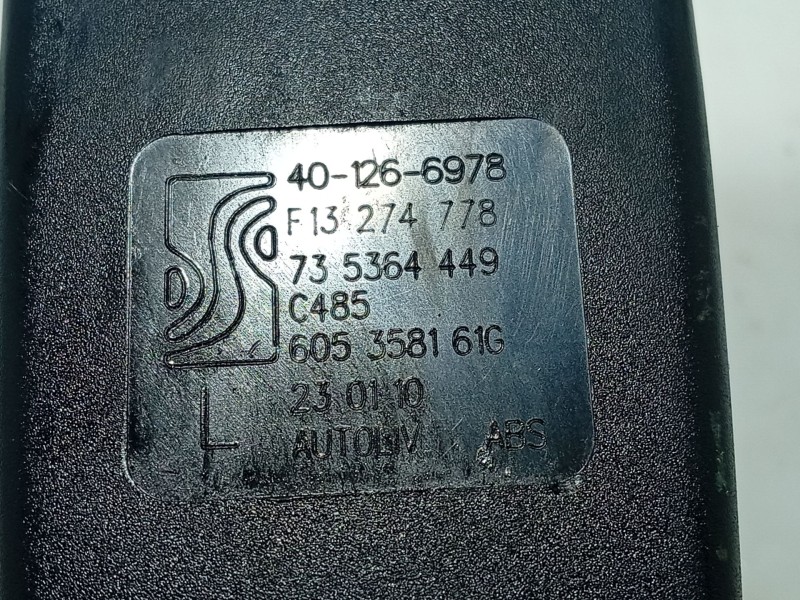 40-126-6978
F13 274 778
73 5364 449
C485
605 3581 61G
L 23 01 10
AUTOLIV ABS